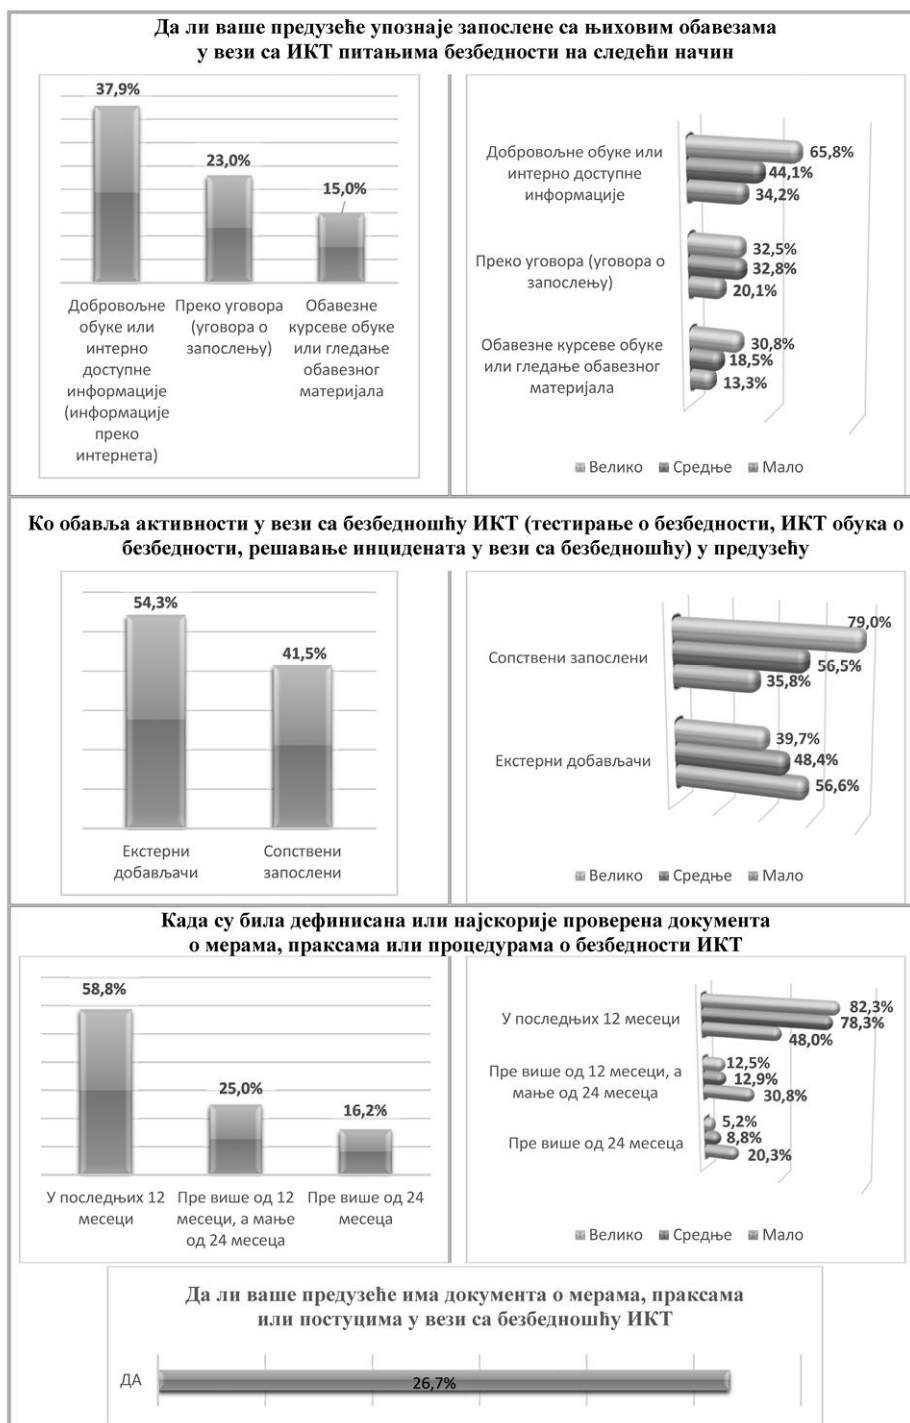 Да ли ваше предузеће упознаје запослене са њиховим обавезама
у вези са ИКТ питањима безбедности на следећи начин
37,9%
23,0%
15,0%
Добровољне
обуке или
интерно
доступне
информације
(информације
преко
интернета)
Преко уговора
(уговора о
запослењу)
Обавезне
курсеве обуке
или гледање
обавезног
материјала
Добровољне обуке или
интерно доступне
информације
65,8%
44,1%
34,2%
Преко уговора (уговора о
запослењу)
32,5%
32,8%
20,1%
Обавезне курсеве обуке
или гледање обавезног
материјала
30,8%
18,5%
13,3%
Велико Средње Мало
Ко обавља активности у вези са безбедношћу ИКТ (тестирање о безбедности, ИКТ обука о
безбедности, решавање инцидената у вези са безбедношћу) у предузећу
54,3%
41,5%
Екстерни
добављачи
Сопствени
запослени
Сопствени запослени
79,0%
56,5%
35,8%
Екстерни добављачи
39,7%
48,4%
56,6%
Велико Средње Мало
Када су била дефинисана или најскорије проверена документа
о мерама, праксама или процедурама о безбедности ИКТ
58,8%
25,0%
16,2%
У последњих 12
месеци
Пре више од 12
месеци, а мање
од 24 месеца
Пре више од 24
месеца
У последњих 12 месеци
82,3%
78,3%
48,0%
Пре више од 12 месеци, а
мање од 24 месеца
12,5%
12,9%
30,8%
Пре више од 24 месеца
5,2%
8,8%
20,3%
Велико Средње Мало
Да ли ваше предузеће има документа о мерама, праксама
или поступцима у вези са безбедношћу ИКТ
ДА
26,7%